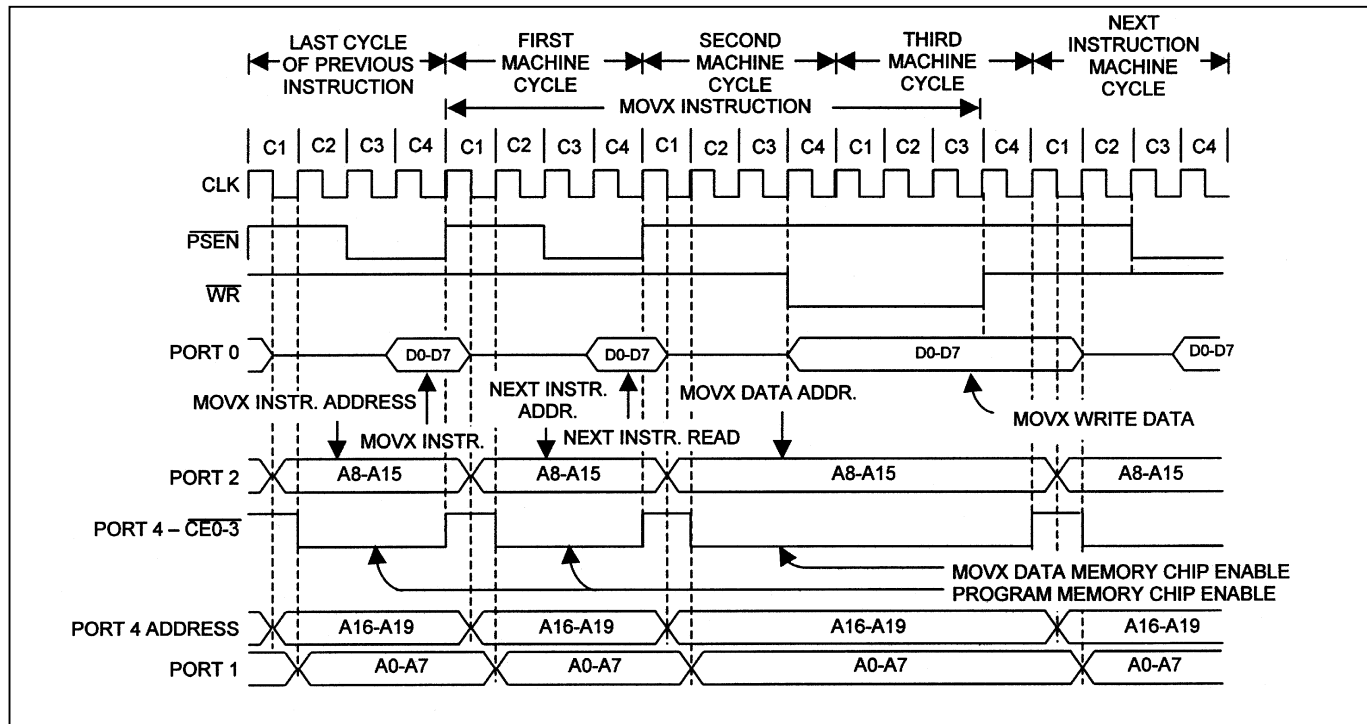 LAST CYCLE
OF PREVIOUS
INSTRUCTION
FIRST
MACHINE
CYCLE
SECOND
MACHINE
CYCLE
THIRD
MACHINE
CYCLE
NEXT
INSTRUCTION
MACHINE
CYCLE
MOVX INSTRUCTION
C1 C2 C3 C4 C1 C2 C3 C4 C1 C2 C3 C4 C1 C2 C3 C4 C1 C2 C3 C4
CLK
PSEN
WR
PORT 0
D0-D7 D0-D7 D0-D7 D0-D7
MOVX INSTR. ADDRESS
MOVX INSTR.
NEXT INSTR.
ADDR.
NEXT INSTR. READ
MOVX DATA ADDR.
MOVX WRITE DATA
PORT 2
A8-A15 A8-A15 A8-A15 A8-A15
PORT 4 – CE0-3
MOVX DATA MEMORY CHIP ENABLE
PROGRAM MEMORY CHIP ENABLE
PORT 4 ADDRESS
A16-A19 A16-A19 A16-A19 A16-A19
PORT 1
A0-A7 A0-A7 A0-A7 A0-A7